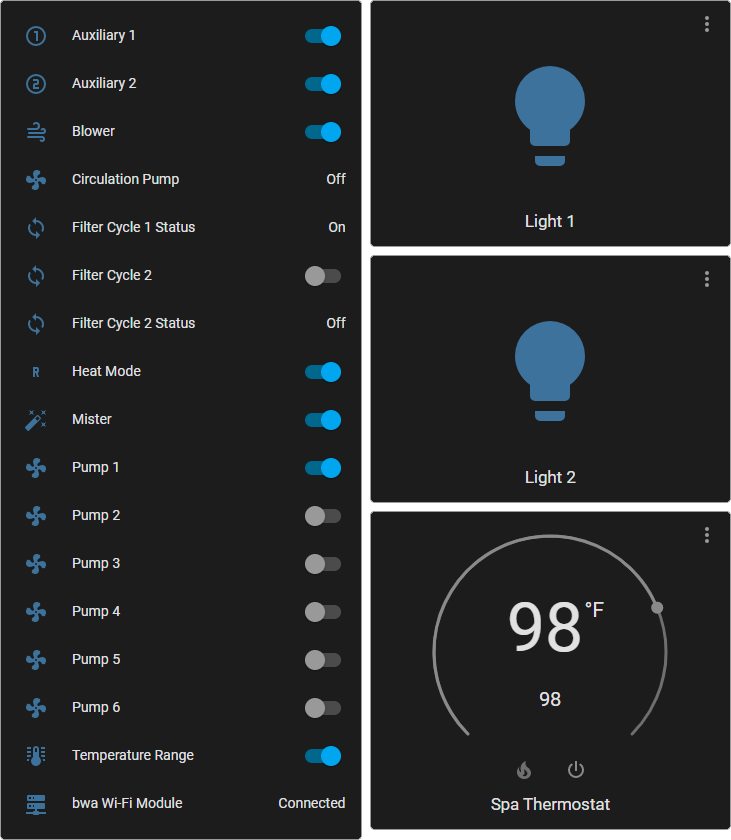 Auxiliary 1
Auxiliary 2
Blower
Circulation Pump Off
Filter Cycle 1 Status On
Filter Cycle 2
Filter Cycle 2 Status Off
R Heat Mode
Mister
Pump 1
Pump 2
Pump 3
Pump 4
Pump 5
Pump 6
Temperature Range
bwa Wi-Fi Module Connected
Light 1
Light 2
98 °F
98
Spa Thermostat